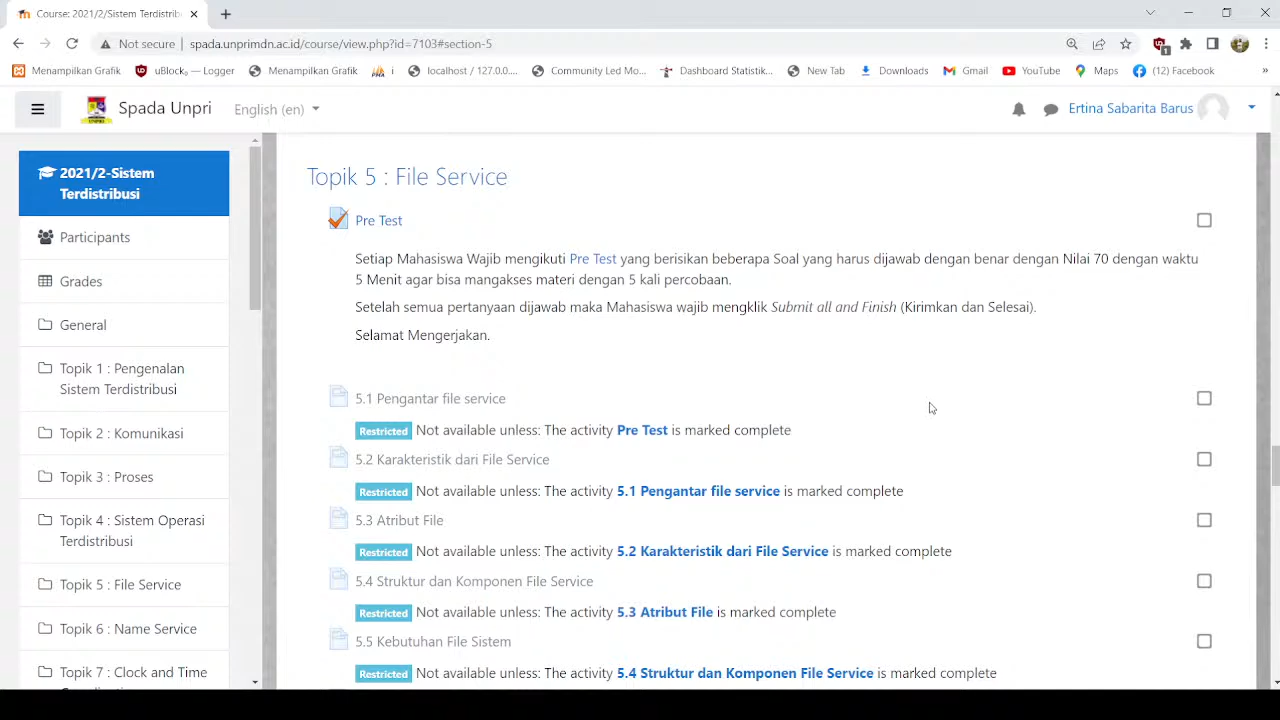 Course: 2021/2-Sistem Terdistrib
Not secure | spada.unprimdn.ac.id/course/view.php?id=7103#section-5
Menampilkan Grafik
uBlock₀ — Logger
Menampilkan Grafik
i
localhost / 127.0.0....
Community Led Mo...
Dashboard Statistik...
New Tab
Downloads
Gmail
YouTube
Maps
(12) Facebook
»
Spada Unpri
English (en)
Ertina Sabarita Barus
2021/2-Sistem
Terdistribusi
Participants
Grades
General
Topik 1 : Pengenalan
Sistem Terdistribusi
Topik 2 : Komunikasi
Topik 3 : Proses
Topik 4 : Sistem Operasi
Terdistribusi
Topik 5 : File Service
Topik 6 : Name Service
Topik 7 : Clock and Time
Topik 5 : File Service
Pre Test
Setiap Mahasiswa Wajib mengikuti Pre Test yang berisikan beberapa Soal yang harus dijawab dengan benar dengan Nilai 70 dengan waktu
5 Menit agar bisa mangakses materi dengan 5 kali percobaan.
Setelah semua pertanyaan dijawab maka Mahasiswa wajib mengklik Submit all and Finish (Kirimkan dan Selesai).
Selamat Mengerjakan.
5.1 Pengantar file service
Restricted Not available unless: The activity Pre Test is marked complete
5.2 Karakteristik dari File Service
Restricted Not available unless: The activity 5.1 Pengantar file service is marked complete
5.3 Atribut File
Restricted Not available unless: The activity 5.2 Karakteristik dari File Service is marked complete
5.4 Struktur dan Komponen File Service
Restricted Not available unless: The activity 5.3 Atribut File is marked complete
5.5 Kebutuhan File Sistem
Restricted Not available unless: The activity 5.4 Struktur dan Komponen File Service is marked complete